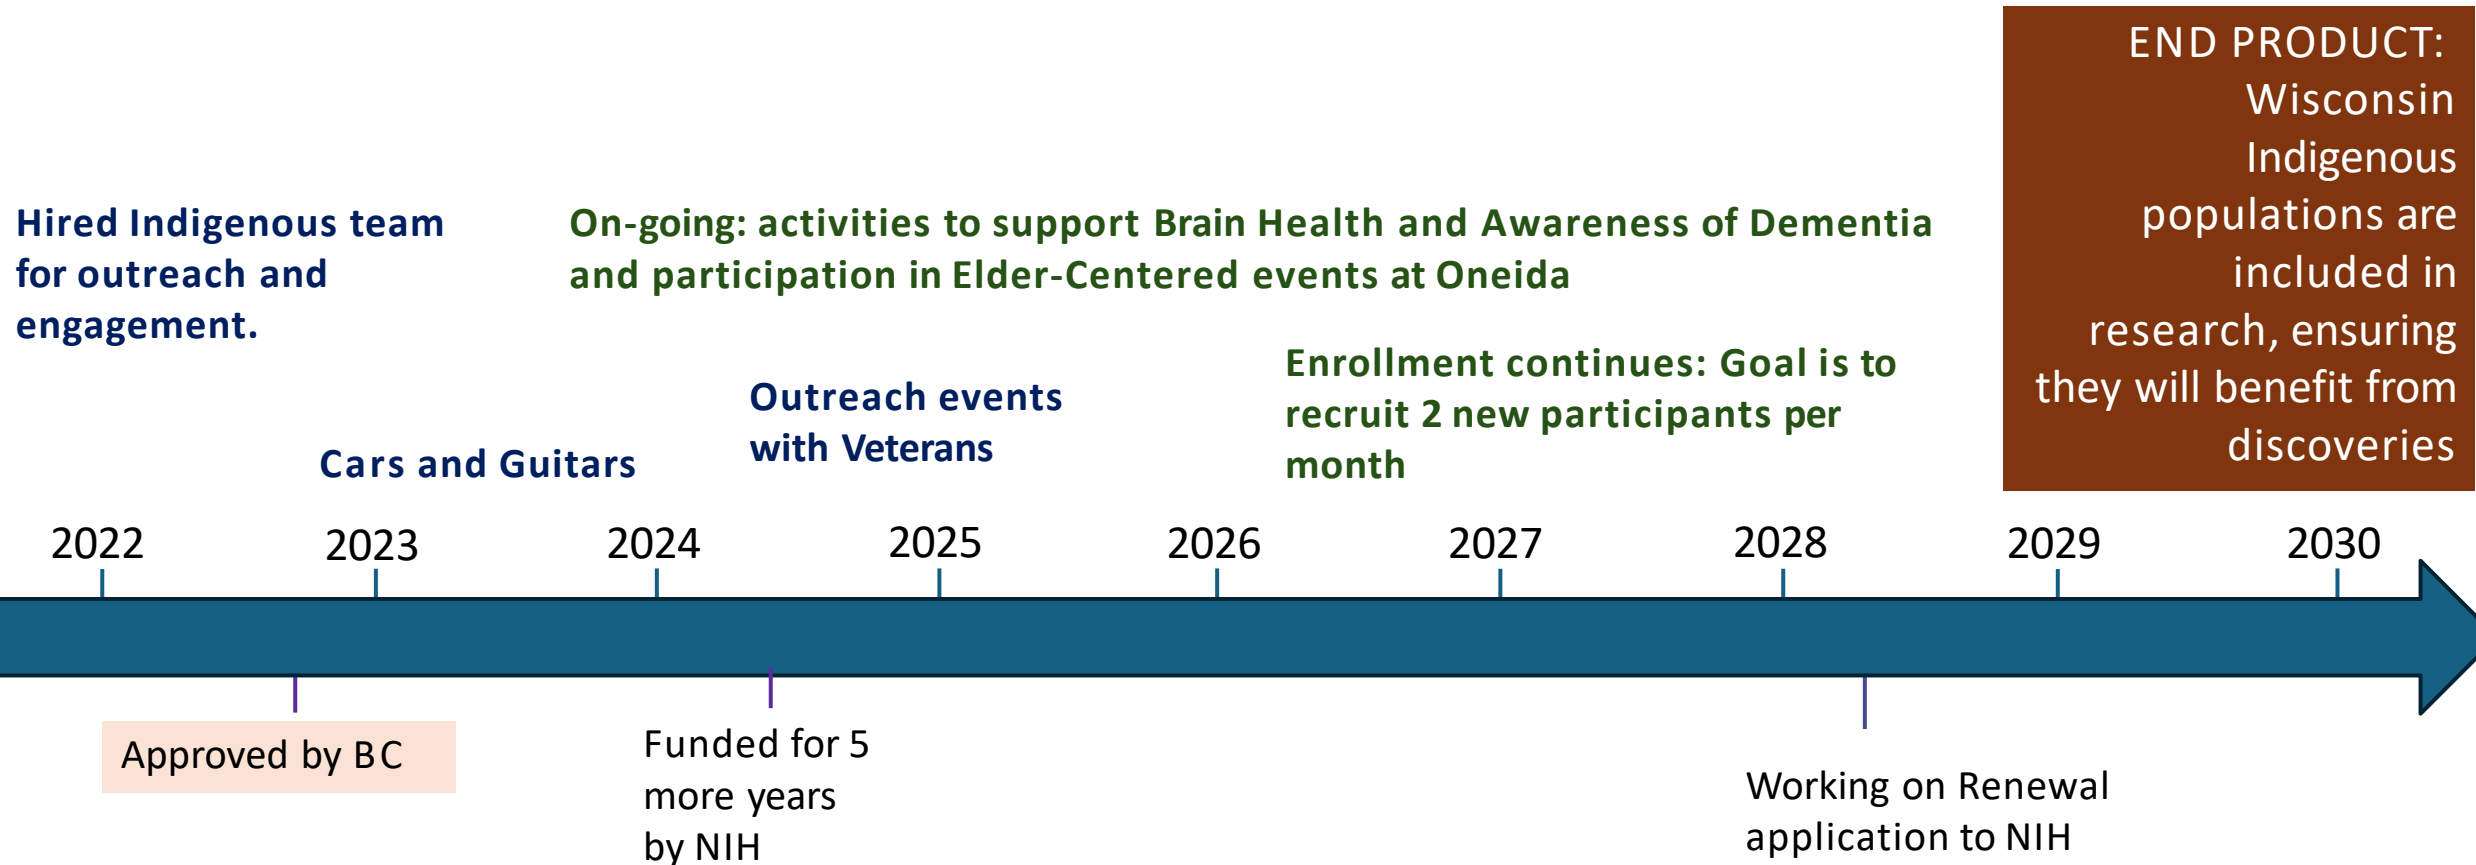 END PRODUCT:
Wisconsin
Indigenous
populations are
included in
research, ensuring
they will benefit from
discoveries
Hired Indigenous team
for outreach and
engagement.
On-going: activities to support Brain Health and Awareness of Dementia
and participation in Elder-Centered events at Oneida
Cars and Guitars
Outreach events
with Veterans
Enrollment continues: Goal is to
recruit 2 new participants per
month
2022 2023 2024 2025 2026 2027 2028 2029 2030
Approved by BC
Funded for 5
more years
by NIH
Working on Renewal
application to NIH